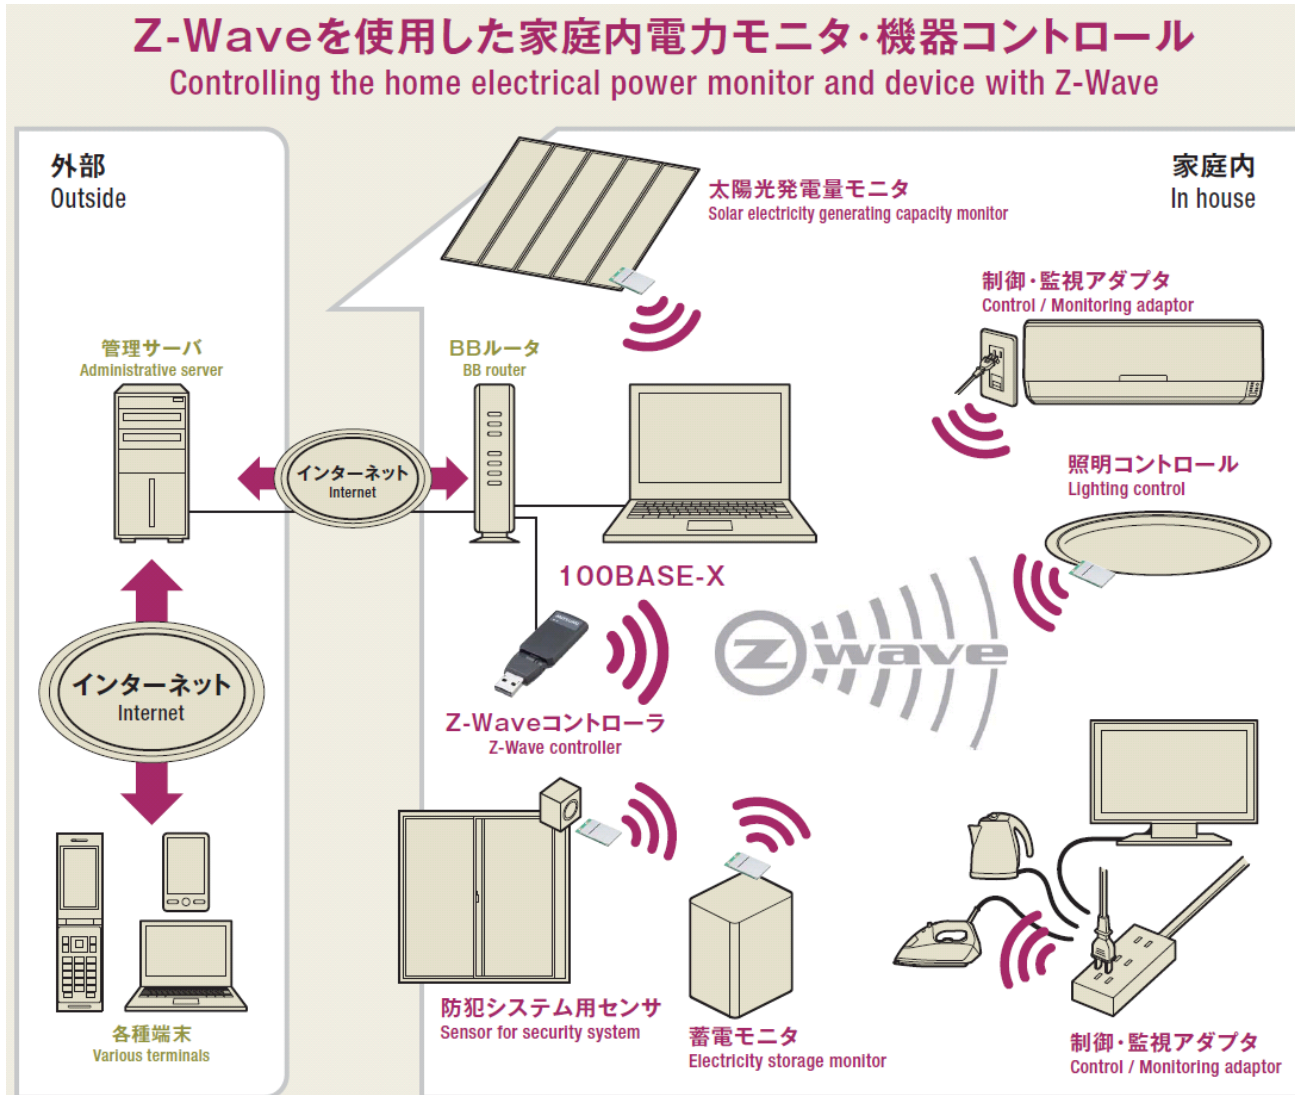 Z-Waveを使用した家庭内電力モニタ・機器コントロール
Controlling the home electrical power monitor and device with Z-Wave
外部
Outside
家庭内
In house
太陽光発電量モニタ
Solar electricity generating capacity monitor
制御・監視アダプタ
Control / Monitoring adaptor
管理サーバ
Administrative server
BBルータ
BB router
インターネット
Internet
照明コントロール
Lighting control
100BASE-X
Z wave
インターネット
Internet
Z-Waveコントローラ
Z-Wave controller
防犯システム用センサ
Sensor for security system
蓄電モニタ
Electricity storage monitor
各種端末
Various terminals
制御・監視アダプタ
Control / Monitoring adaptor